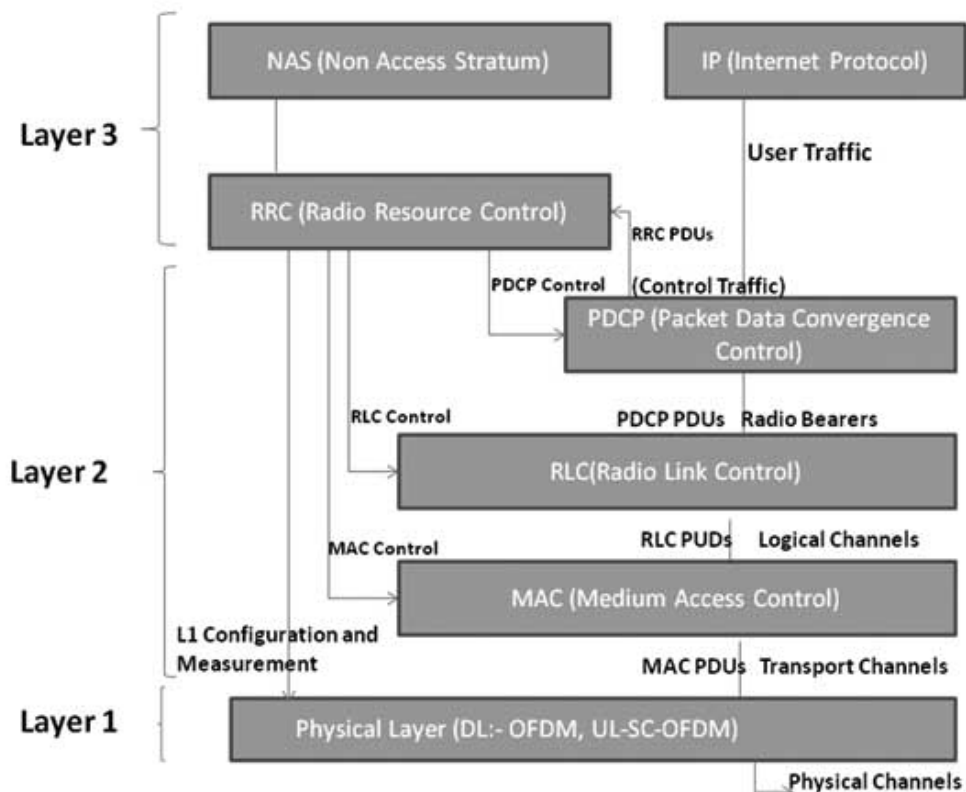 NAS (Non Access Stratum)
IP (Internet Protocol)
Layer 3
User Traffic
RRC (Radio Resource Control)
RRC PDUs
PDCP Control
(Control Traffic)
PDCP (Packet Data Convergence
Control)
RLC Control
PDCP PDUs Radio Bearers
Layer 2
RLC(Radio Link Control)
MAC Control
RLC PUDs Logical Channels
MAC (Medium Access Control)
L1 Configuration and
Measurement
MAC PDUs Transport Channels
Layer 1
Physical Layer (DL:- OFDM, UL-SC-OFDM)
Physical Channels